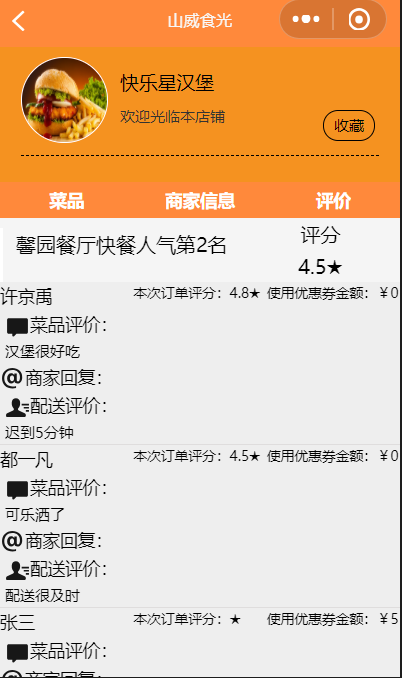 山威食光
快乐星汉堡
欢迎光临本店铺
收藏
菜品 商家信息 评价
馨园餐厅快餐人气第2名
评分
4.5★
许京禹 本次订单评分：4.8★ 使用优惠券金额：￥0
菜品评价：
汉堡很好吃
@商家回复：
配送评价：
迟到5分钟
都一凡 本次订单评分：4.5★ 使用优惠券金额：￥0
菜品评价：
可乐洒了
@商家回复：
配送评价：
配送很及时
张三 本次订单评分：★ 使用优惠券金额：￥5
菜品评价：
@商家回复：